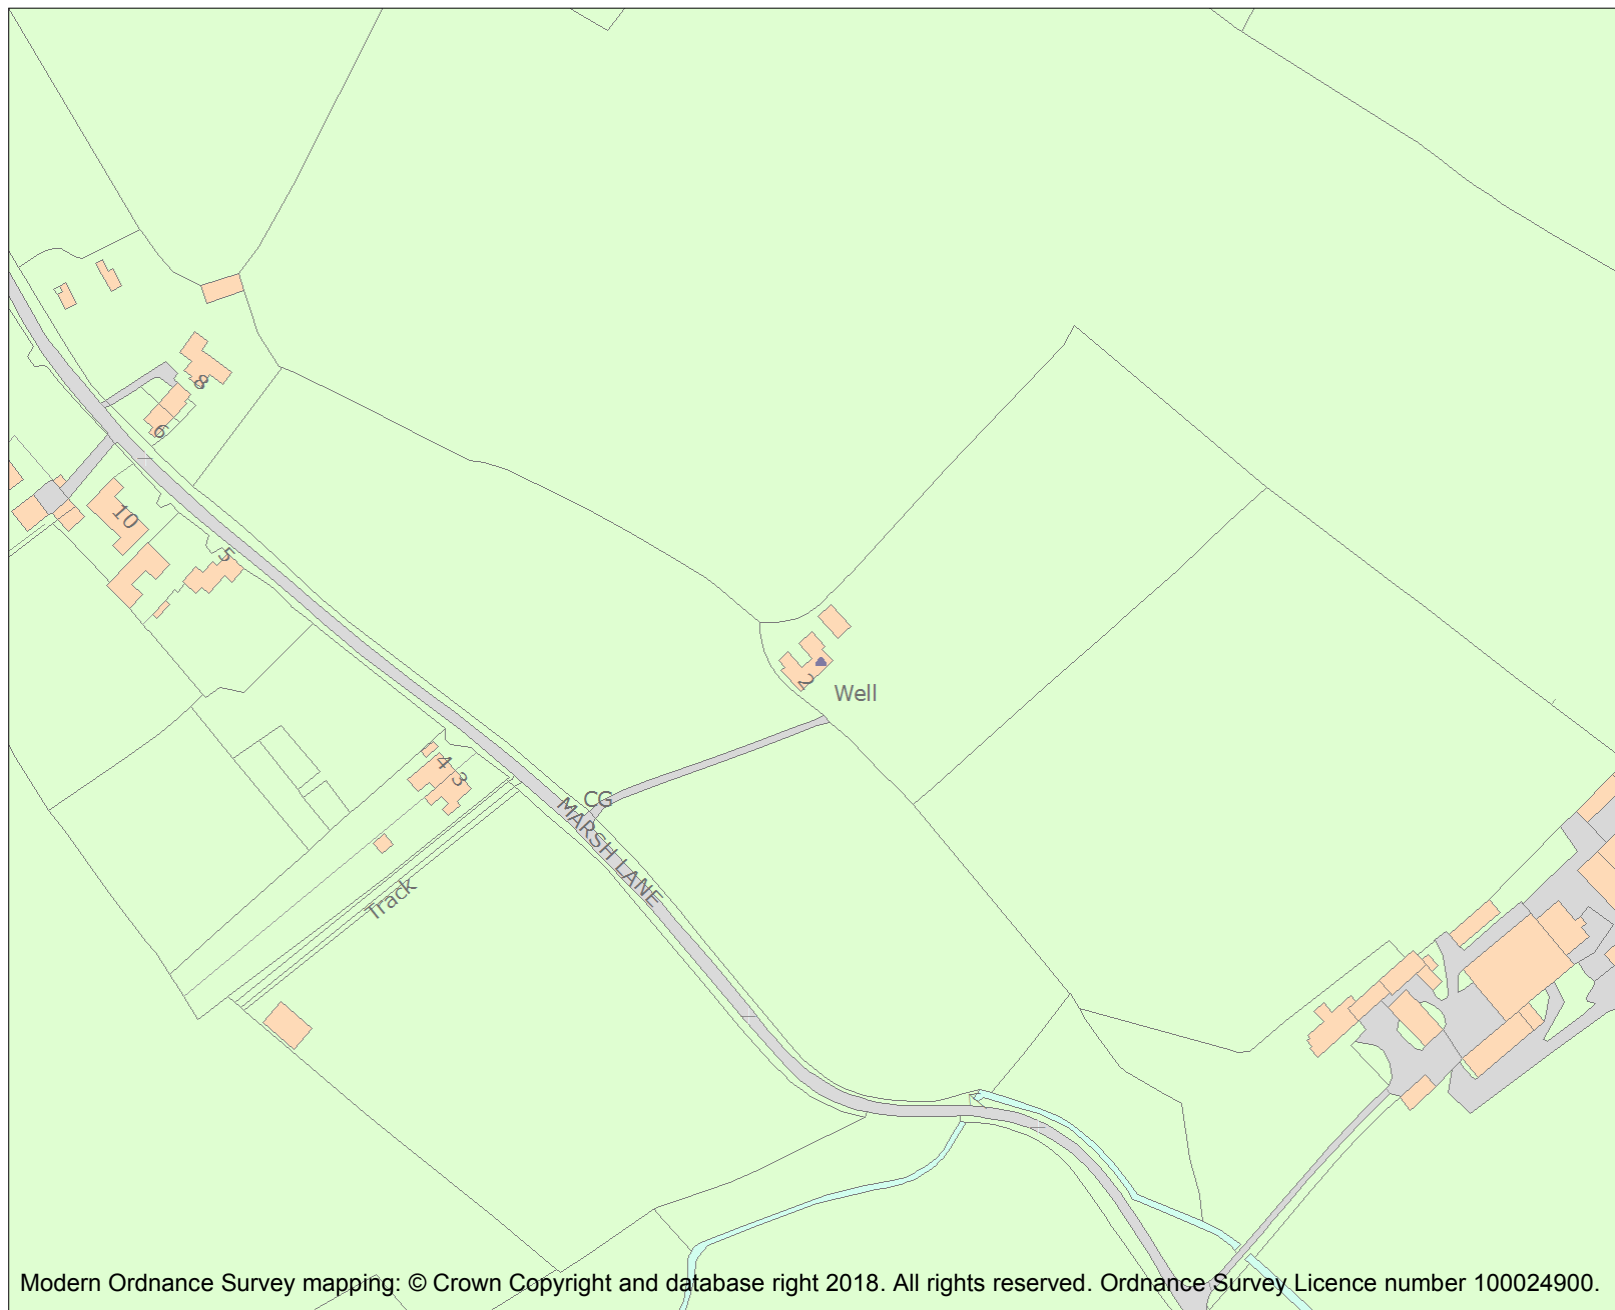 8
6
10
5
2
Well
4 3
CG
MARSH LANE
Track
Modern Ordnance Survey mapping: © Crown Copyright and database right 2018. All rights reserved. Ordnance Survey Licence number 100024900.